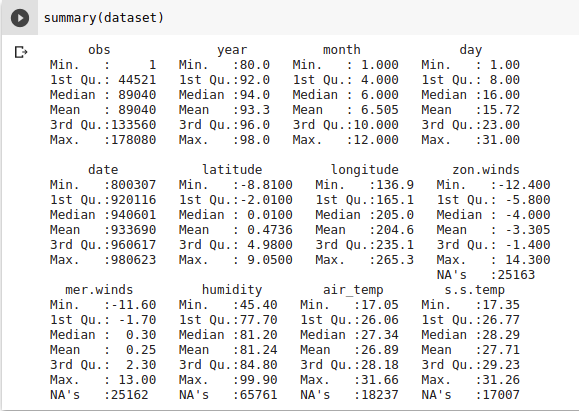 summary(dataset)
      obs              year           month             day
 Min.   :     1   Min.   :80.0   Min.   : 1.000   Min.   : 1.00
 1st Qu.: 44521   1st Qu.:92.0   1st Qu.: 4.000   1st Qu.: 8.00
 Median : 89040   Median :94.0   Median : 6.000   Median :16.00
 Mean   : 89040   Mean   :93.3   Mean   : 6.505   Mean   :15.72
 3rd Qu.:133560   3rd Qu.:96.0   3rd Qu.:10.000   3rd Qu.:23.00
 Max.   :178080   Max.   :98.0   Max.   :12.000   Max.   :31.00
      date           latitude         longitude       zon.winds
 Min.   :800307   Min.   :-8.8100   Min.   :136.9   Min.   :-12.400
 1st Qu.:920116   1st Qu.:-2.0100   1st Qu.:165.1   1st Qu.: -5.800
 Median :940601   Median : 0.0100   Median :205.0   Median : -4.000
 Mean   :933690   Mean   : 0.4736   Mean   :204.6   Mean   : -3.305
 3rd Qu.:960617   3rd Qu.: 4.9800   3rd Qu.:235.1   3rd Qu.: -1.400
 Max.   :980623   Max.   : 9.0500   Max.   :265.3   Max.   : 14.300
                                                    NA's   :25163
   mer.winds         humidity        air_temp        s.s.temp
 Min.   :-11.60   Min.   :45.40   Min.   :17.05   Min.   :17.35
 1st Qu.: -1.70   1st Qu.:77.70   1st Qu.:26.06   1st Qu.:26.77
 Median :  0.30   Median :81.20   Median :27.34   Median :28.29
 Mean   :  0.25   Mean   :81.24   Mean   :26.89   Mean   :27.71
 3rd Qu.:  2.30   3rd Qu.:84.80   3rd Qu.:28.18   3rd Qu.:29.23
 Max.   : 13.00   Max.   :99.90   Max.   :31.66   Max.   :31.26
 NA's   :25162    NA's   :65761   NA's   :18237   NA's   :17007